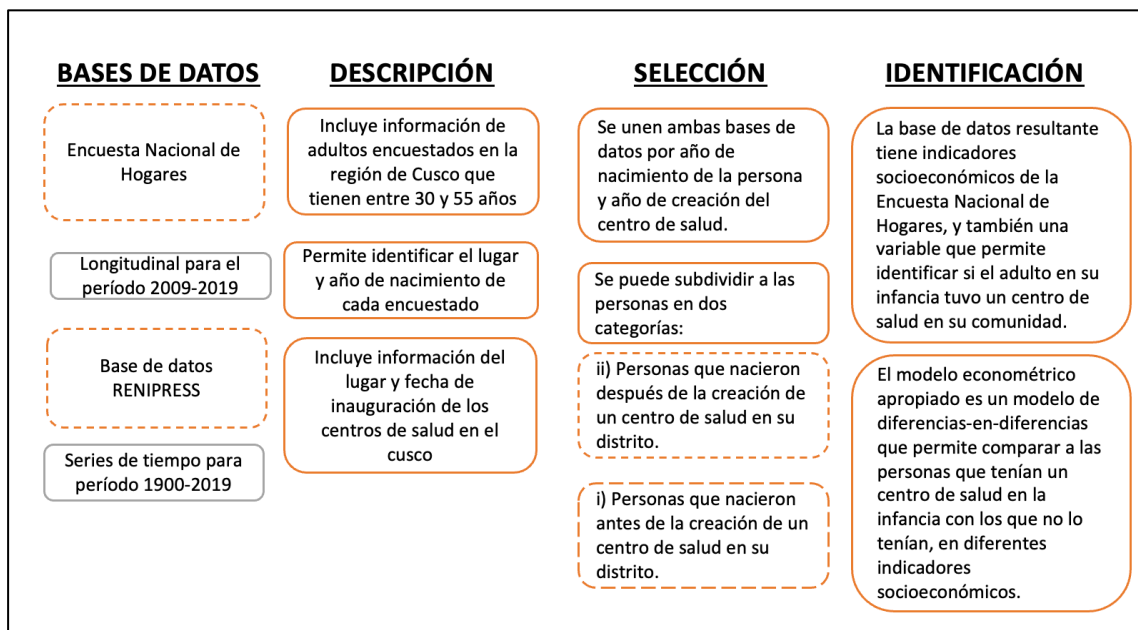 BASES DE DATOS
Encuesta Nacional de
Hogares
Longitudinal para el
período 2009-2019
Base de datos
RENIPRESS
Series de tiempo para
período 1900-2019
DESCRIPCIÓN
Incluye información de
adultos encuestados en la
región de Cusco que
tienen entre 30 y 55 años
Permite identificar el lugar
y año de nacimiento de
cada encuestado
Incluye información del
lugar y fecha de
inauguración de los
centros de salud en el
cusco
SELECCIÓN
Se unen ambas bases de
datos por año de
nacimiento de la persona
y año de creación del
centro de salud.
Se puede subdividir a las
personas en dos
categorías:
ii) Personas que nacieron
después de la creación de
un centro de salud en su
distrito.
i) Personas que nacieron
antes de la creación de un
centro de salud en su
distrito.
IDENTIFICACIÓN
La base de datos resultante
tiene indicadores
socioeconómicos de la
Encuesta Nacional de
Hogares, y también una
variable que permite
identificar si el adulto en su
infancia tuvo un centro de
salud en su comunidad.
El modelo econométrico
apropiado es un modelo de
diferencias-en-diferencias
que permite comparar a las
personas que tenían un
centro de salud en la
infancia con los que no lo
tenían, en diferentes
indicadores
socioeconómicos.